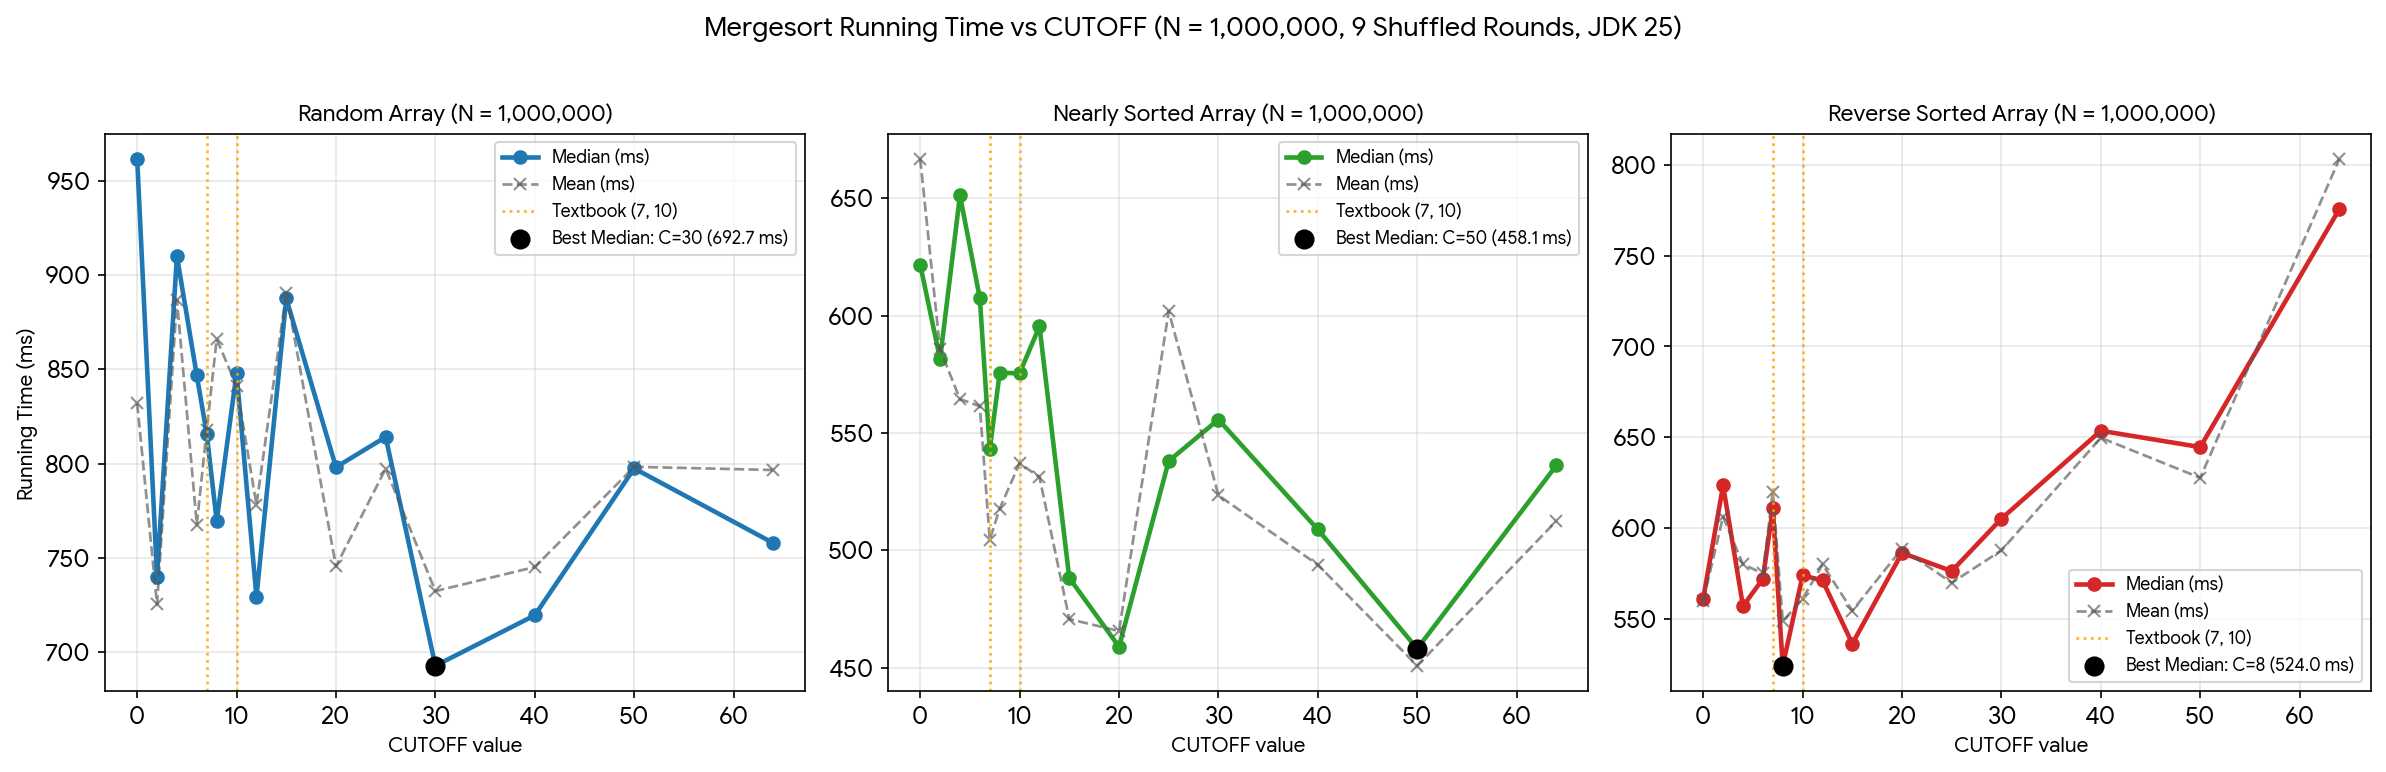 Mergesort Running Time vs CUTOFF (N = 1,000,000, 9 Shuffled Rounds, JDK 25)
Random Array (N = 1,000,000)
Running Time (ms)
950
900
850
800
750
700
0 10 20 30 40 50 60
CUTOFF value
Median (ms)
Mean (ms)
Textbook (7, 10)
Best Median: C=30 (692.7 ms)
Nearly Sorted Array (N = 1,000,000)
650
600
550
500
450
0 10 20 30 40 50 60
CUTOFF value
Median (ms)
Mean (ms)
Textbook (7, 10)
Best Median: C=50 (458.1 ms)
Reverse Sorted Array (N = 1,000,000)
800
750
700
650
600
550
0 10 20 30 40 50 60
CUTOFF value
Median (ms)
Mean (ms)
Textbook (7, 10)
Best Median: C=8 (524.0 ms)